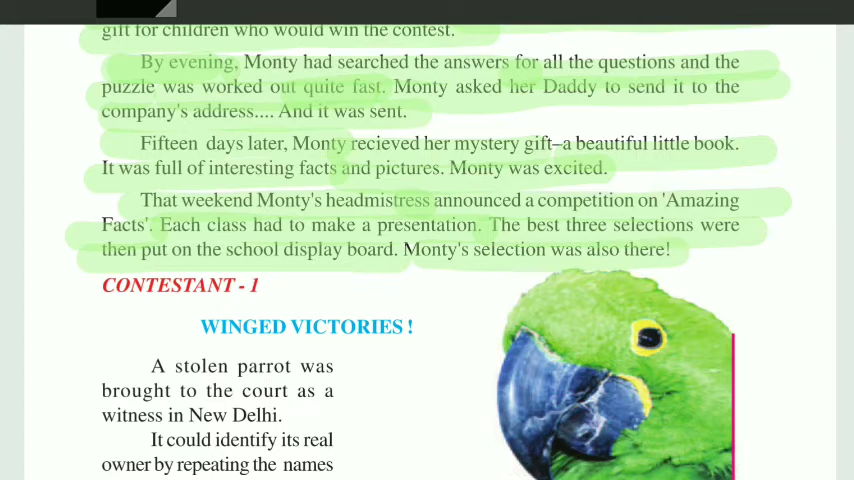 gift for children who would win the contest.
By evening, Monty had searched the answers for all the questions and the
puzzle was worked out quite fast. Monty asked her Daddy to send it to the
company's address.... And it was sent.
Fifteen days later, Monty recieved her mystery gift–a beautiful little book.
It was full of interesting facts and pictures. Monty was excited.
That weekend Monty's headmistress announced a competition on 'Amazing
Facts'. Each class had to make a presentation. The best three selections were
then put on the school display board. Monty's selection was also there!
CONTESTANT - 1
WINGED VICTORIES !
A stolen parrot was
brought to the court as a
witness in New Delhi.
It could identify its real
owner by repeating the names